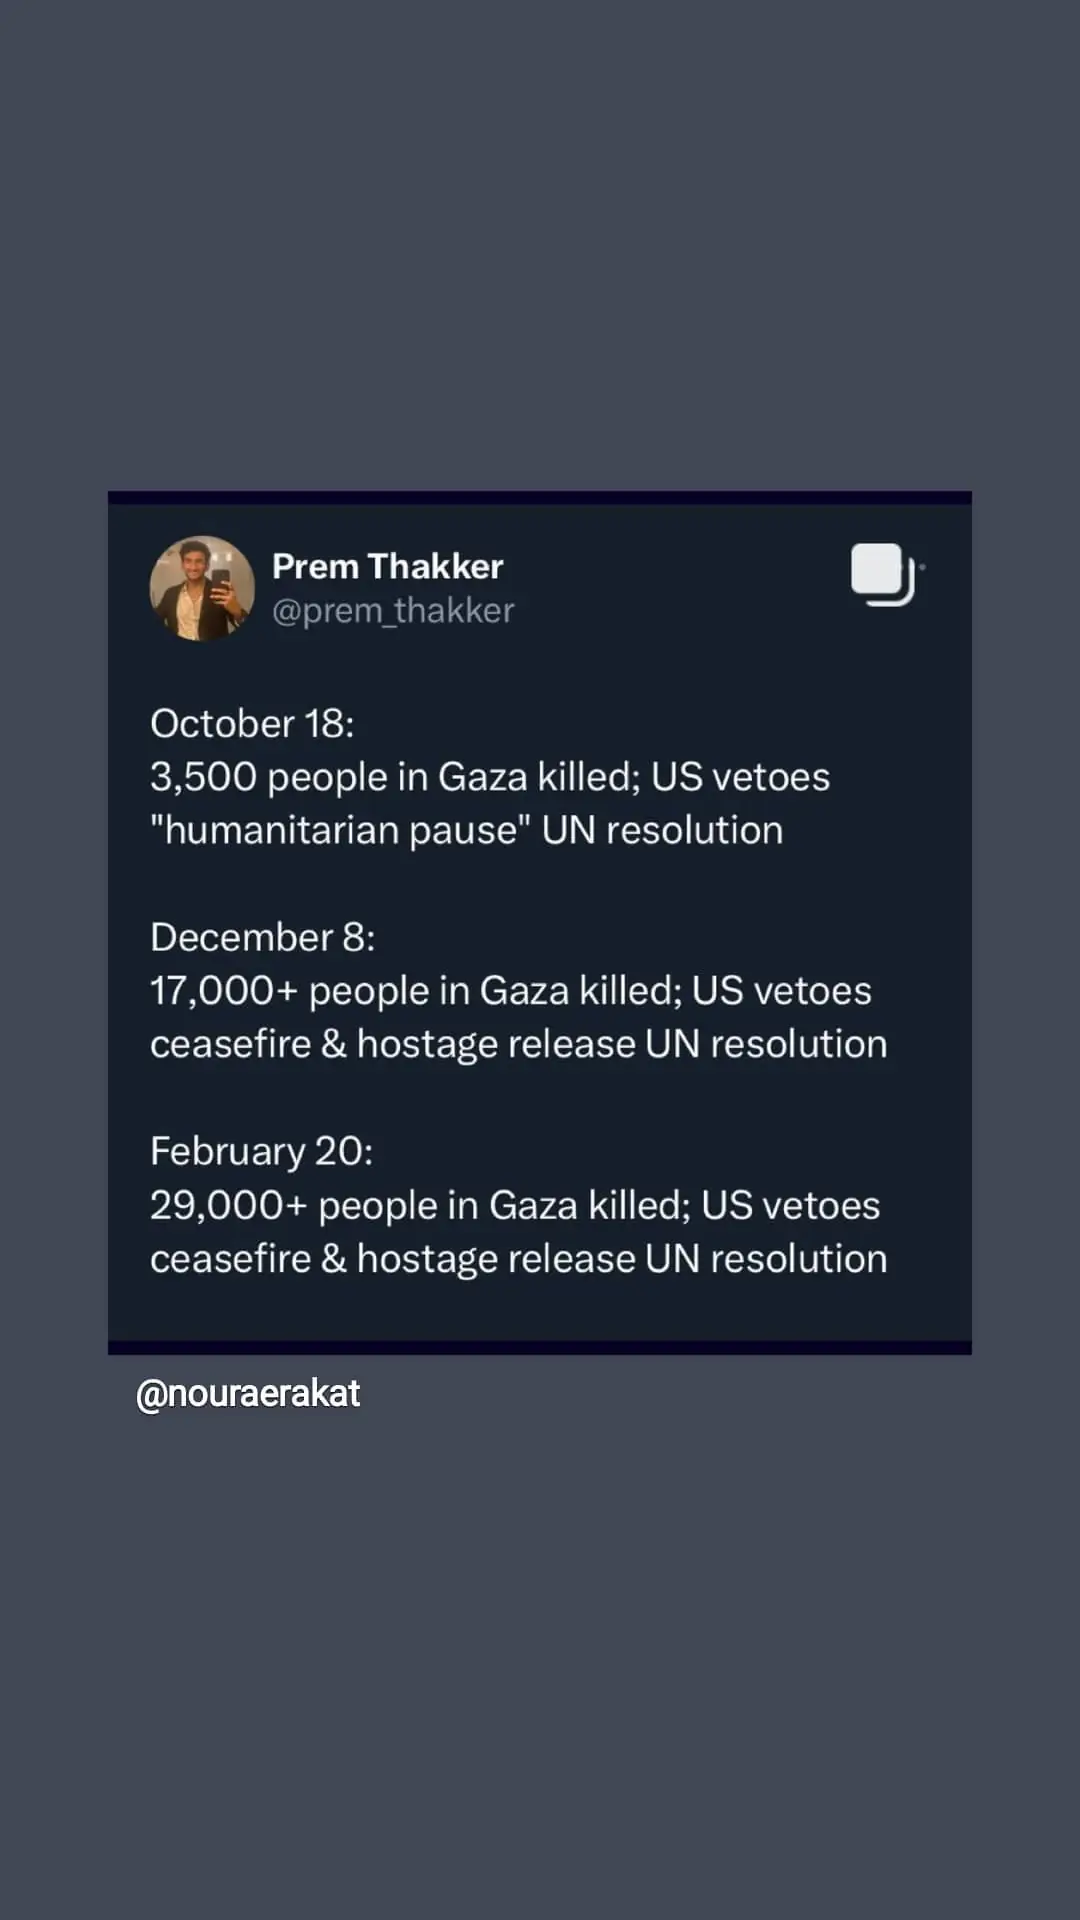 Prem Thakker
@prem_thakker
October 18:
3,500 people in Gaza killed; US vetoes
"humanitarian pause" UN resolution
December 8:
17,000+ people in Gaza killed; US vetoes
ceasefire & hostage release UN resolution
February 20:
29,000+ people in Gaza killed; US vetoes
ceasefire & hostage release UN resolution
@nouraerakat